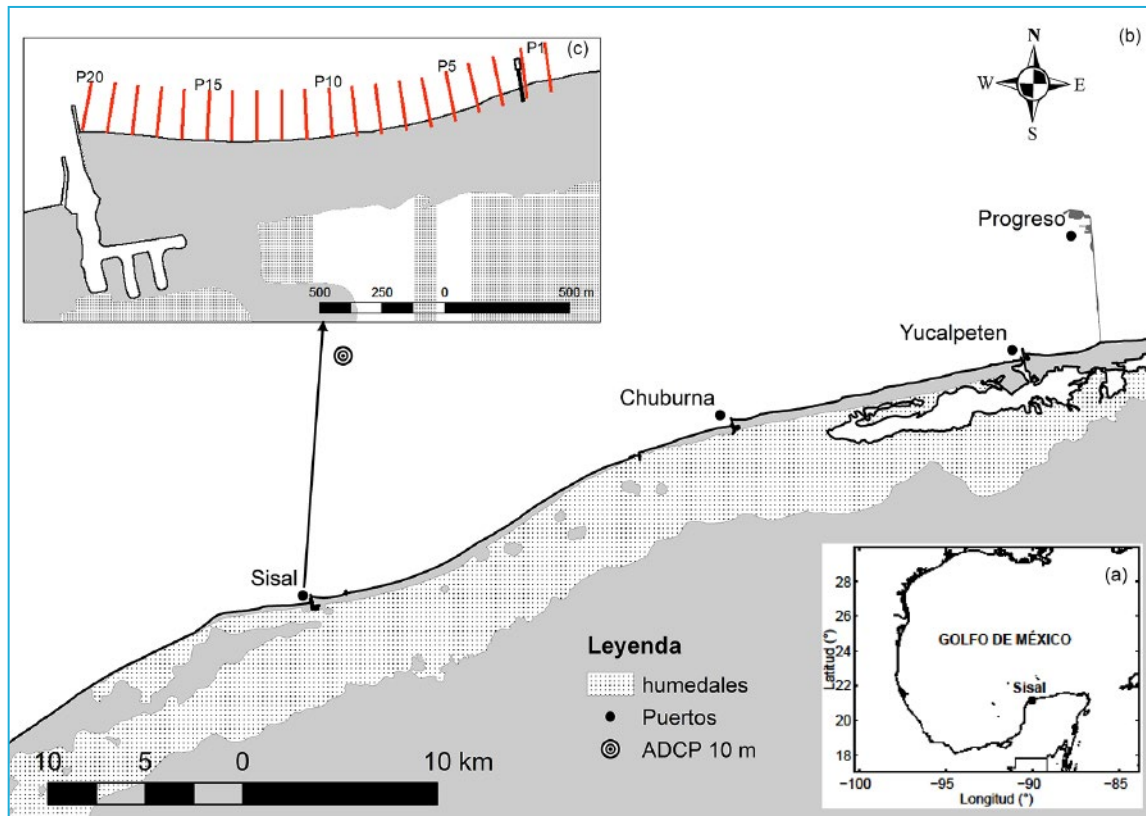 (c)
P20
P15
P10
P5
P1
500 250 0 500 m
(b)
N
W E
S
Progreso
Yucalpeten
Chuburna
Sisal
Leyenda
humedales
Puertos
ADCP 10 m
10 5 0 10 km
(a)
GOLFO DE MÉXICO
Sisal
Latitud (°)
28
26
24
22
20
18
−100 −95 −90 −85
Longitud (°)